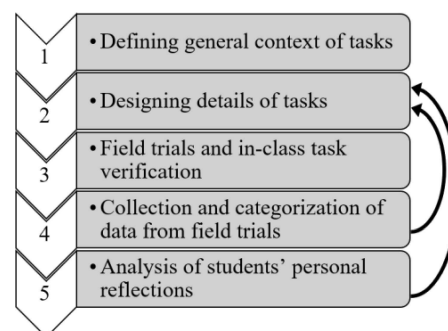 1
• Defining general context of tasks
2
• Designing details of tasks
3
• Field trials and in-class task
verification
4
• Collection and categorization of
data from field trials
5
• Analysis of students' personal
reflections